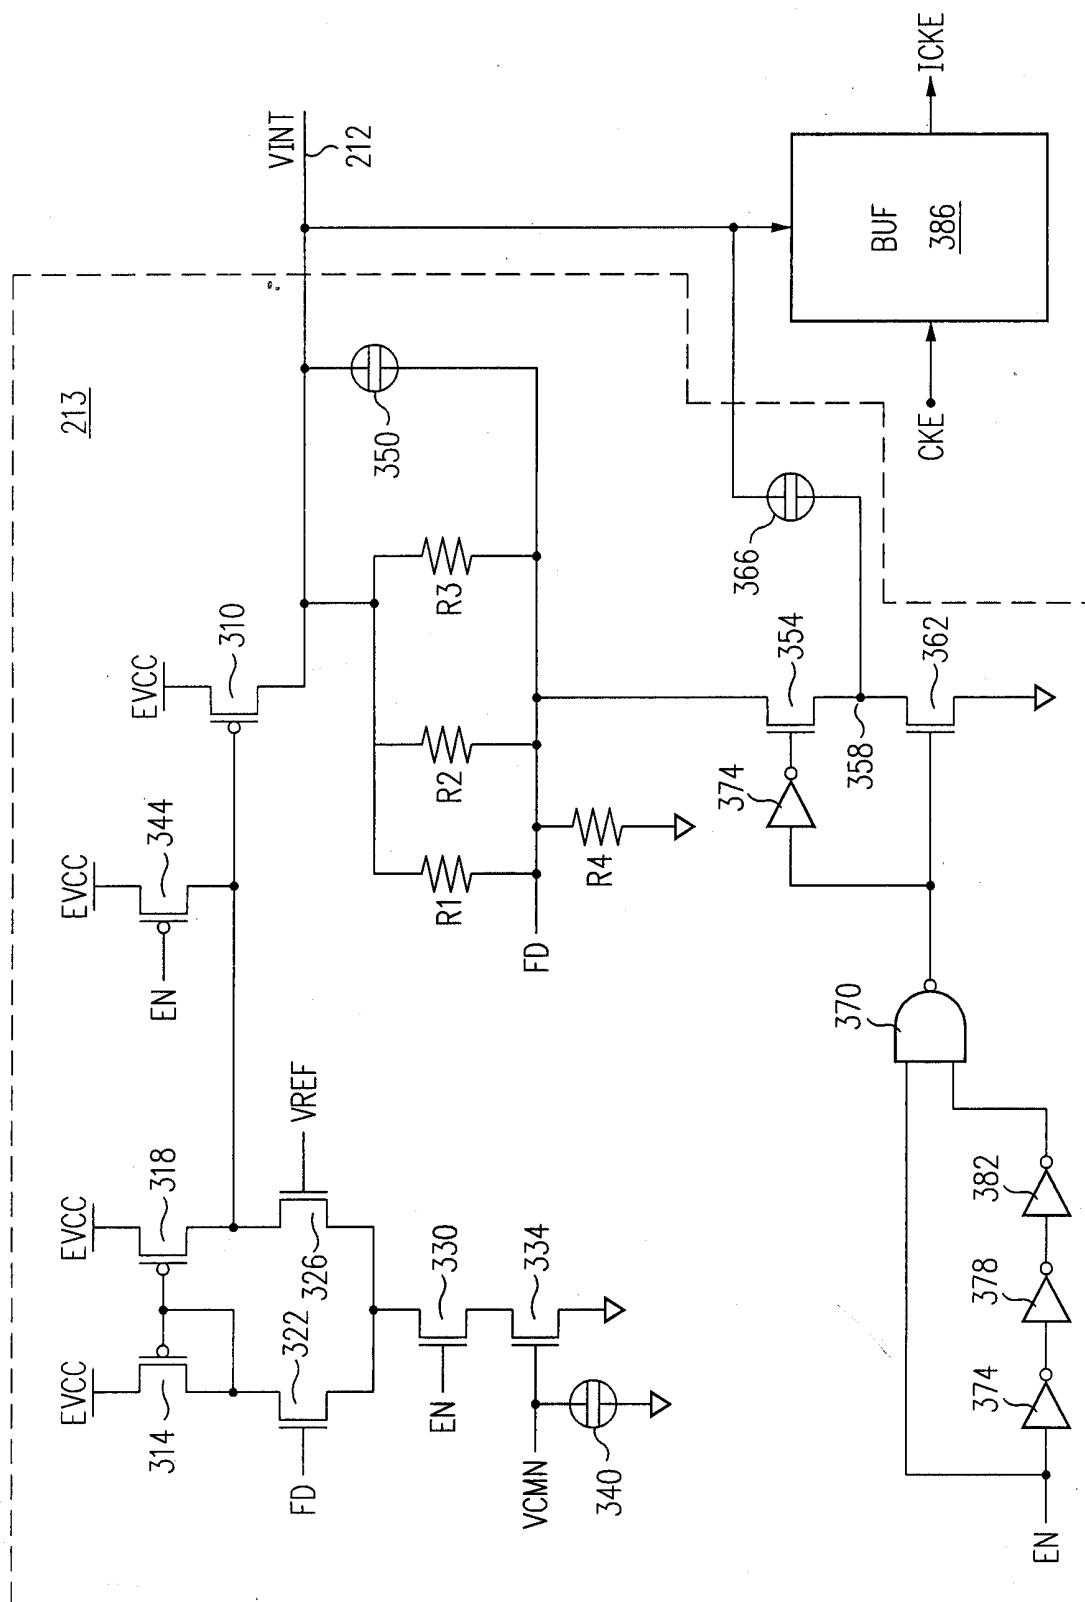 213
EVCC
EVCC
EVCC
EVCC
314
318
344
310
EN
VINT
212
FD
322
326
VREF
EN
330
VCMN
334
340
R1
R2
R3
350
FD
R4
374
354
358
362
366
370
EN
374
378
382
CKE
BUF
386
ICKE